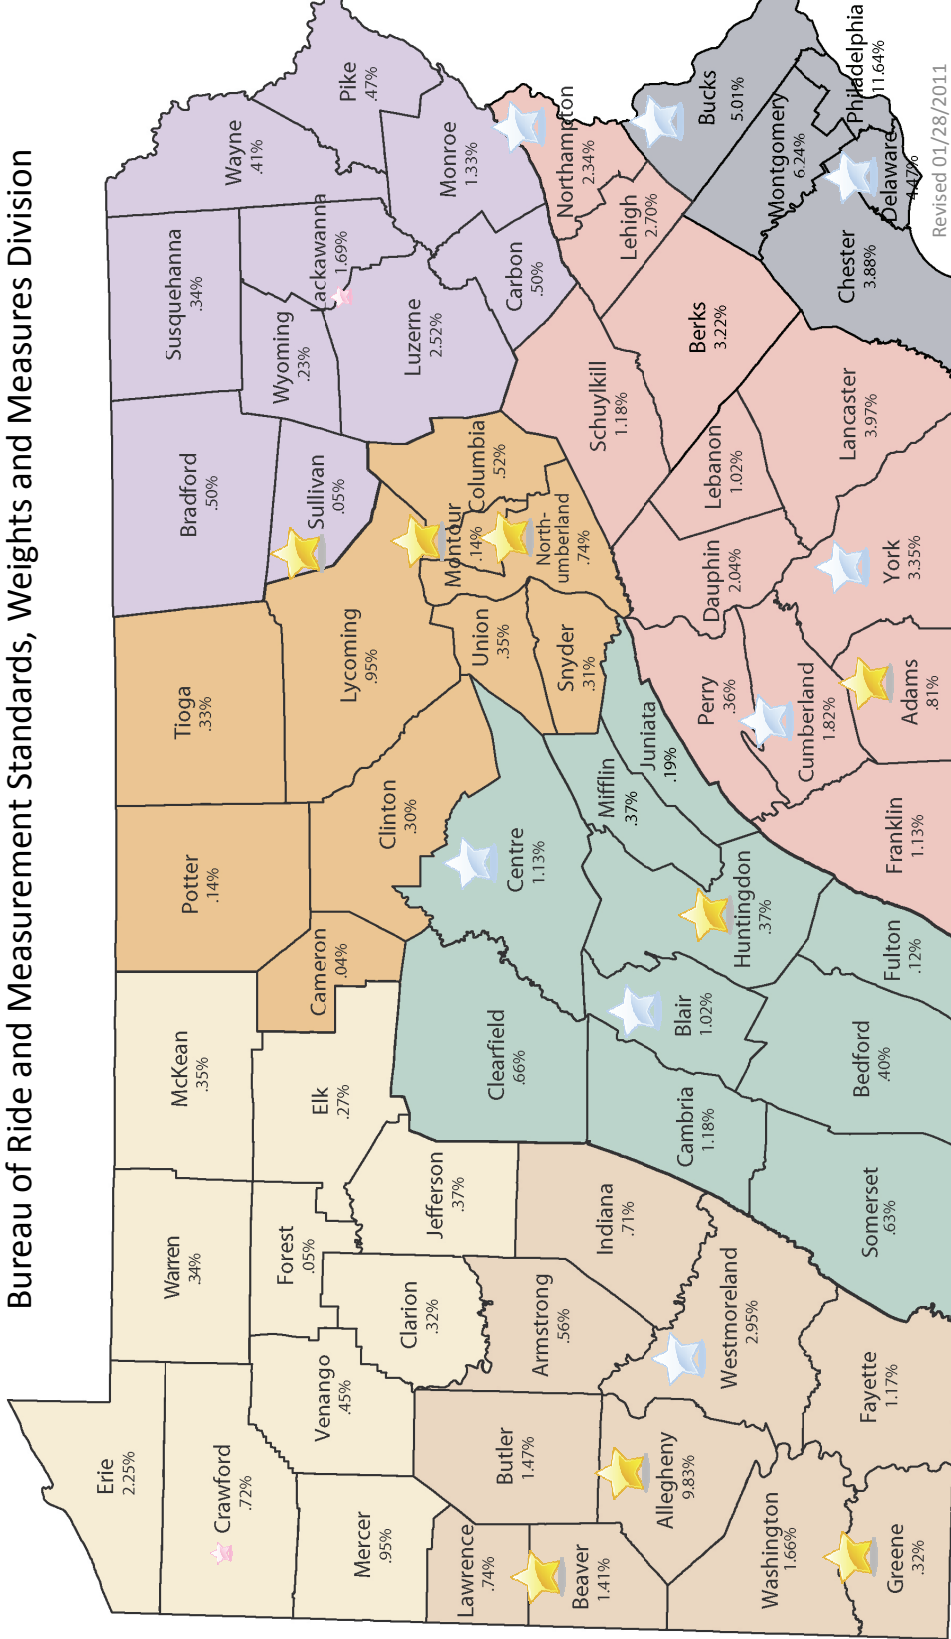 Bureau of Ride and Measurement Standards, Weights and Measures Division
Erie
2.25%
Crawford
.72%
Mercer
.95%
Venango
.45%
Warren
.34%
Forest
.05%
Clarion
.32%
Jefferson
.37%
McKean
.35%
Elk
.27%
Potter
.14%
Cameron
.04%
Clinton
.30%
Tioga
.33%
Lycoming
.95%
Union
.35%
Snyder
.31%
Montour
.14%
Columbia
.52%
North-
umberland
.74%
Bradford
.50%
Sullivan
.05%
Susquehanna
.34%
Wyoming
.23%
Lackawanna
1.69%
Luzerne
2.52%
Wayne
.41%
Pike
.47%
Monroe
1.33%
Carbon
.50%
Lawrence
.74%
Beaver
1.41%
Butler
1.47%
Armstrong
.56%
Indiana
.71%
Allegheny
9.83%
Westmoreland
2.95%
Washington
1.66%
Greene
.32%
Fayette
1.17%
Clearfield
.66%
Centre
1.13%
Cambria
1.18%
Blair
1.02%
Huntingdon
.37%
Mifflin
.37%
Juniata
.19%
Somerset
.63%
Bedford
.40%
Fulton
.12%
Franklin
1.13%
Perry
.36%
Cumberland
1.82%
Adams
.81%
York
3.35%
Dauphin
2.04%
Lebanon
1.02%
Lancaster
3.97%
Schuylkill
1.18%
Berks
3.22%
Lehigh
2.70%
Northampton
2.34%
Bucks
5.01%
Montgomery
6.24%
Philadelphia
11.64%
Delaware
4.47%
Chester
3.88%
Revised 01/28/2011